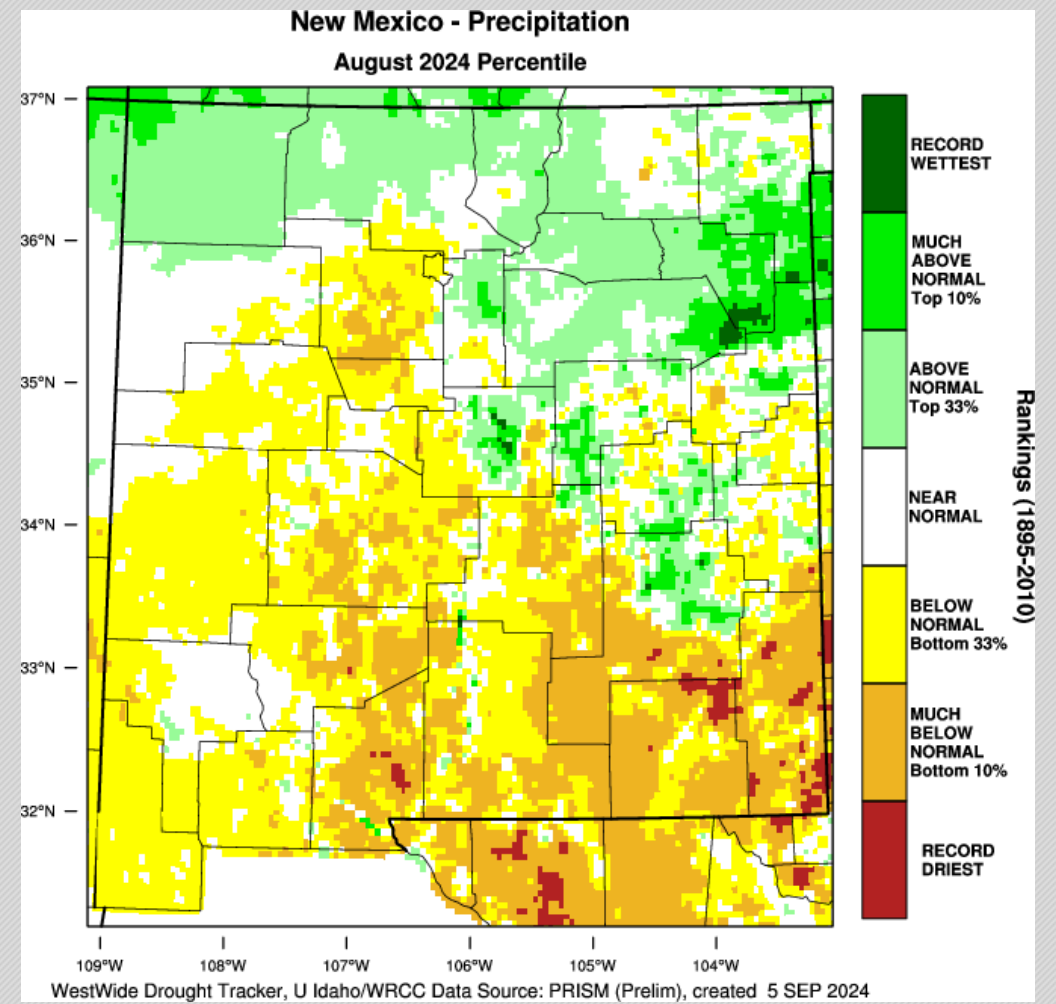 New Mexico - Precipitation
August 2024 Percentile
37°N
36°N
35°N
34°N
33°N
32°N
109°W
108°W
107°W
106°W
105°W
104°W
RECORD
WETTEST
MUCH
ABOVE
NORMAL
Top 10%
ABOVE
NORMAL
Top 33%
NEAR
NORMAL
BELOW
NORMAL
Bottom 33%
MUCH
BELOW
NORMAL
Bottom 10%
RECORD
DRIEST
Rankings (1895-2010)
WestWide Drought Tracker, U Idaho/WRCC Data Source: PRISM (Prelim), created 5 SEP 2024